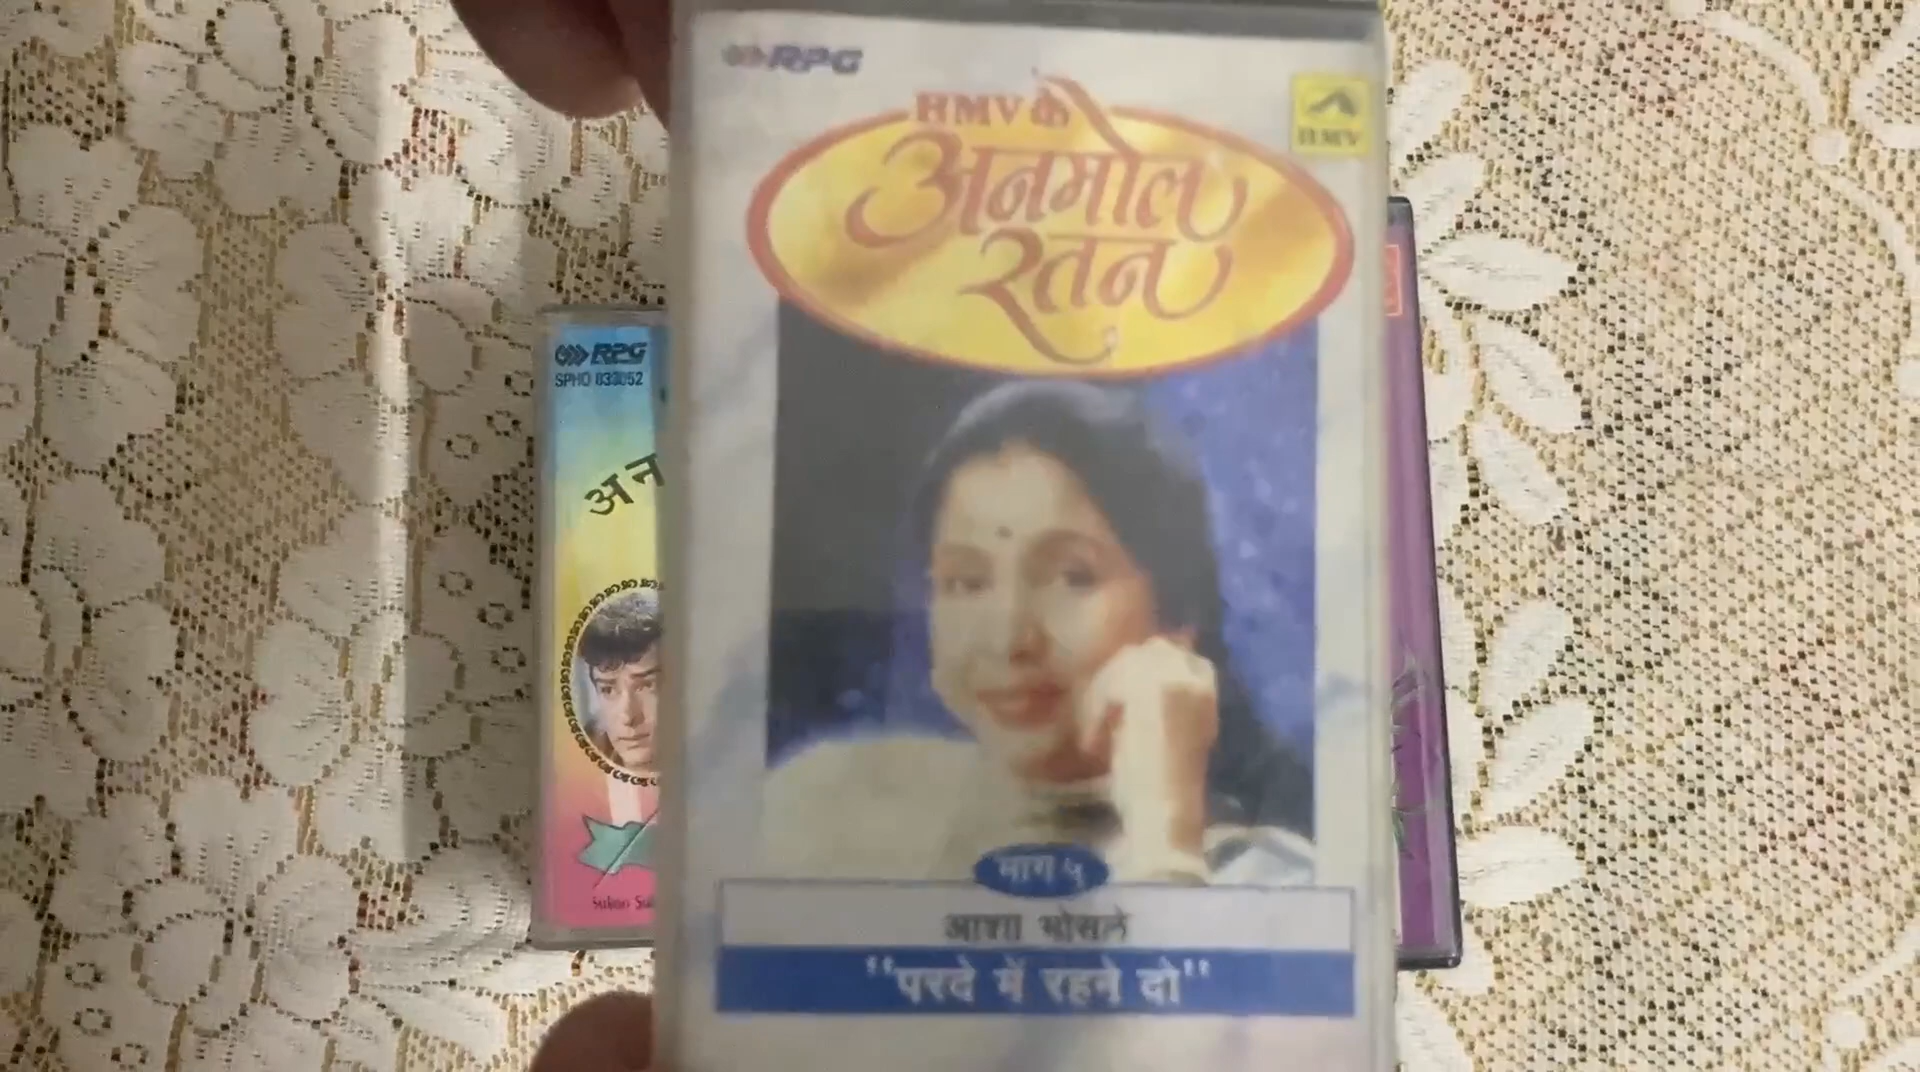 RPG
HMV के
HMV
अनमोल
रतन
RPG
SPHO 833052
अन
भाग ५
आशा भोसले
"परदे में रहने दो"